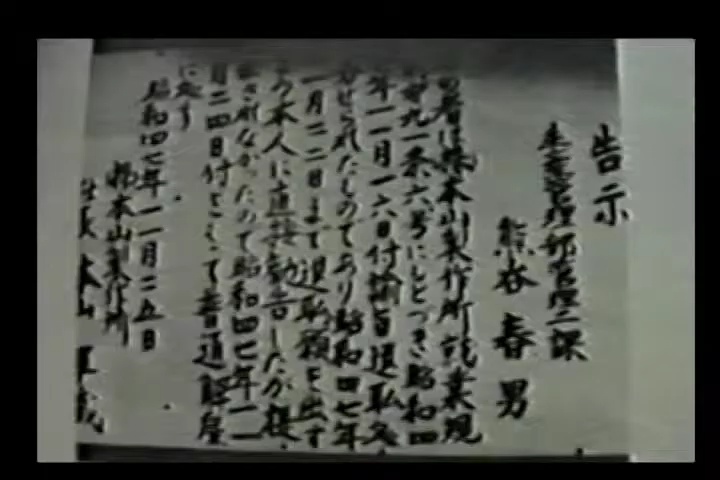 告示
生産管理部管理二課
熊谷春男
の者は㈱本山製作所就業規
九一条六号にもとづき昭和四
年一一月一六日付諭旨退職処
分せられたものであり昭和四七年
一月二二日まで退職願を出す
本人に直接勧告したが提
出されなかったので昭和四七年一一
月二四日付をもって普通解雇
に処す
昭和四七年一一月二五日
㈱本山製作所
社長本山